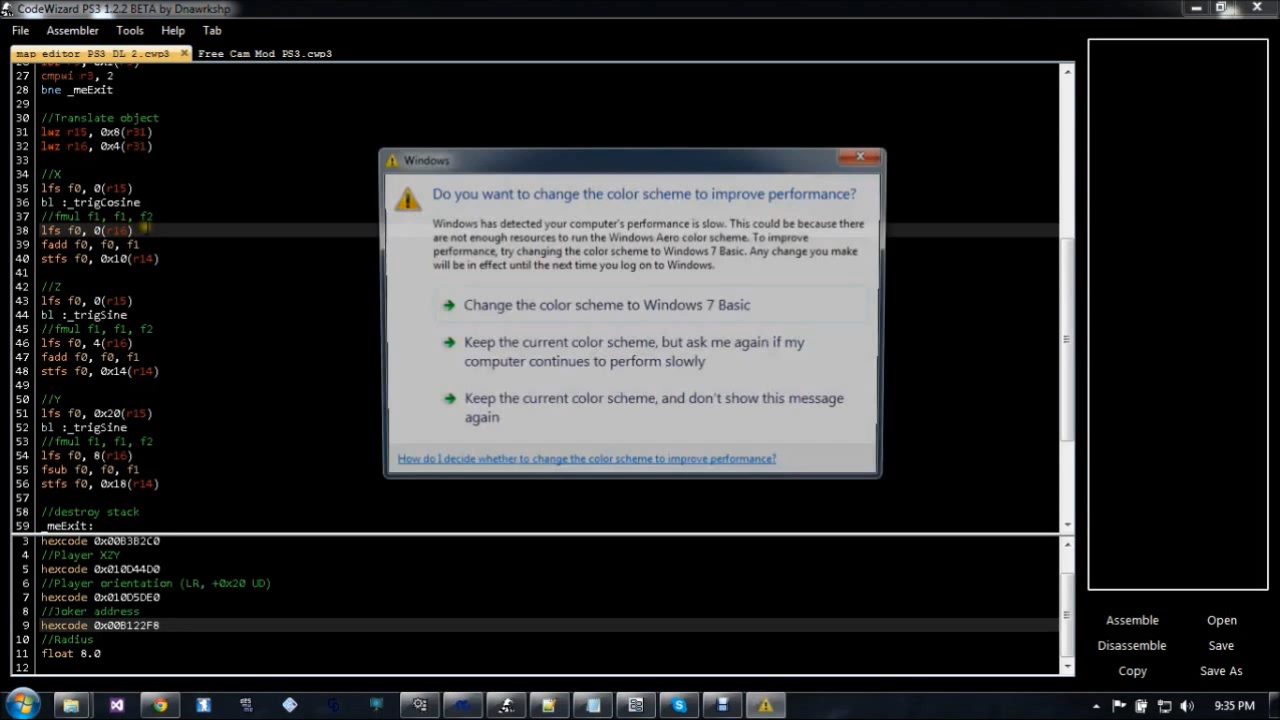 CodeWizard PS3 1.2.2 BETA by Dnawrkshp
File Assembler Tools Help Tab
map editor PS3 DL 2.cwp3 Free Cam Mod PS3.cwp3
27 cmpwi r3, 2
28 bne _meExit
29
30 //Translate object
31 lwz r15, 0x8(r31)
32 lwz r16, 0x4(r31)
33
34 //X
35 lfs f0, 0(r15)
36 bl :_trigCosine
37 //fmul f1, f1, f2
38 lfs f0, 0(r16)
39 fadd f0, f0, f1
40 stfs f0, 0x10(r14)
41
42 //Z
43 lfs f0, 0(r15)
44 bl :_trigSine
45 //fmul f1, f1, f2
46 lfs f0, 4(r16)
47 fadd f0, f0, f1
48 stfs f0, 0x14(r14)
49
50 //Y
51 lfs f0, 0x20(r15)
52 bl :_trigSine
53 //fmul f1, f1, f2
54 lfs f0, 8(r16)
55 fsub f0, f0, f1
56 stfs f0, 0x18(r14)
57
58 //destroy stack
59 _meExit:
3 hexcode 0x00B3B2C0
4 //Player XZY
5 hexcode 0x010D44D0
6 //Player orientation (LR, +0x20 UD)
7 hexcode 0x010D5DE0
8 //Joker address
9 hexcode 0x00B122F8
10 //Radius
11 float 8.0
12
Windows
Do you want to change the color scheme to improve performance?
Windows has detected your computer's performance is slow. This could be because there
are not enough resources to run the Windows Aero color scheme. To improve
performance, try changing the color scheme to Windows 7 Basic. Any change you make
will be in effect until the next time you log on to Windows.
Change the color scheme to Windows 7 Basic
Keep the current color scheme, but ask me again if my
computer continues to perform slowly
Keep the current color scheme, and don't show this message
again
How do I decide whether to change the color scheme to improve performance?
Assemble Open
Disassemble Save
Copy Save As
9:35 PM